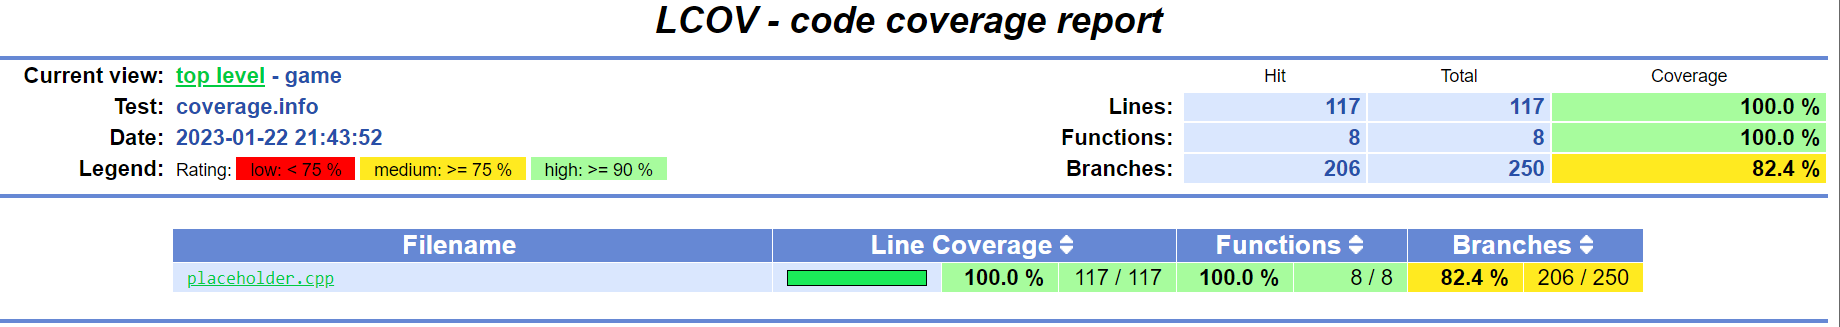 LCOV - code coverage report
Current view: top level - game Hit Total Coverage
Test: coverage.info Lines: 117 117 100.0 %
Date: 2023-01-22 21:43:52 Functions: 8 8 100.0 %
Legend: Rating: low: < 75 % medium: >= 75 % high: >= 90 % Branches: 206 250 82.4 %
Filename Line Coverage Functions Branches
placeholder.cpp 100.0 % 117 / 117 100.0 % 8 / 8 82.4 % 206 / 250